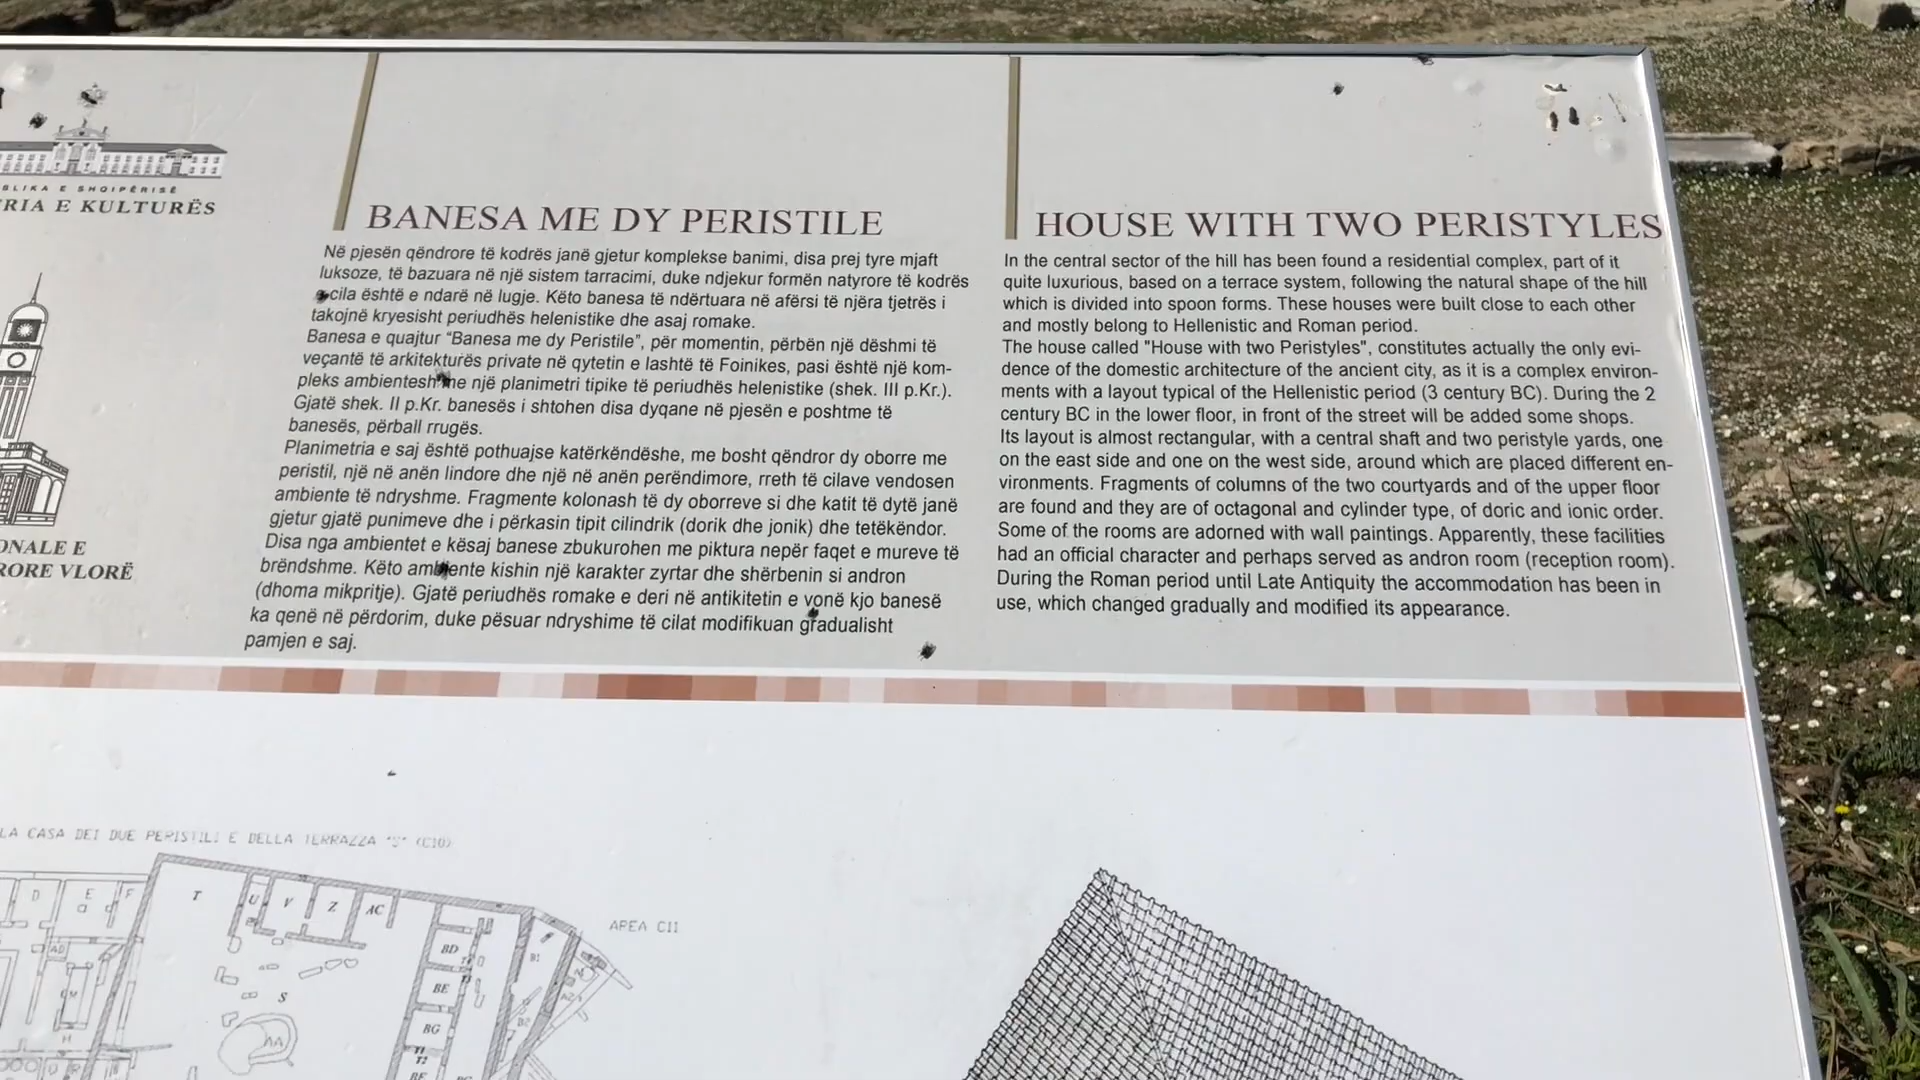 E SHQIPËRISË
E KULTURËS
E
VLORË
BANESA ME DY PERISTILE
Në pjesën qëndrore të kodrës janë gjetur komplekse banimi, disa prej tyre mjaft
luksoze, të bazuara në një sistem tarracimi, duke ndjekur formën natyrore të kodrës
cila është e ndarë në lugje. Këto banesa të ndërtuara në afërsi të njëra tjetrës i
takojnë kryesisht periudhës helenistike dhe asaj romake.
Banesa e quajtur “Banesa me dy Peristile”, për momentin, përbën një dëshmi të
veçantë të arkitekturës private në qytetin e lashtë të Foinikes, pasi është një kom-
pleks ambientesh me një planimetri tipike të periudhës helenistike (shek. III p.Kr.).
Gjatë shek. II p.Kr. banesës i shtohen disa dyqane në pjesën e poshtme të
banesës, përball rrugës.
Planimetria e saj është pothuajse katërkëndëshe, me bosht qëndror dy oborre me
peristil, një në anën lindore dhe një në anën perëndimore, rreth të cilave vendosen
ambiente të ndryshme. Fragmente kolonash të dy oborreve si dhe katit të dytë janë
gjetur gjatë punimeve dhe i përkasin tipit cilindrik (dorik dhe jonik) dhe tetëkëndor.
Disa nga ambientet e kësaj banese zbukurohen me piktura nepër faqet e mureve të
brëndshme. Këto ambiente kishin një karakter zyrtar dhe shërbenin si andron
(dhoma mikpritje). Gjatë periudhës romake e deri në antikitetin e vonë kjo banesë
ka qenë në përdorim, duke pësuar ndryshime të cilat modifikuan gradualisht
pamjen e saj.
HOUSE WITH TWO PERISTYLES
In the central sector of the hill has been found a residential complex, part of it
quite luxurious, based on a terrace system, following the natural shape of the hill
which is divided into spoon forms. These houses were built close to each other
and mostly belong to Hellenistic and Roman period.
The house called "House with two Peristyles", constitutes actually the only evi-
dence of the domestic architecture of the ancient city, as it is a complex environ-
ments with a layout typical of the Hellenistic period (3 century BC). During the 2
century BC in the lower floor, in front of the street will be added some shops.
Its layout is almost rectangular, with a central shaft and two peristyle yards, one
on the east side and one on the west side, around which are placed different en-
vironments. Fragments of columns of the two courtyards and of the upper floor
are found and they are of octagonal and cylinder type, of doric and ionic order.
Some of the rooms are adorned with wall paintings. Apparently, these facilities
had an official character and perhaps served as andron room (reception room).
During the Roman period until Late Antiquity the accommodation has been in
use, which changed gradually and modified its appearance.
LA CASA DEI DUE PERISTILI E DELLA TERRAZZA "S" (C10)
AREA C11
D E F T U V Z AC
BD B1
BE S
BG B2
AA